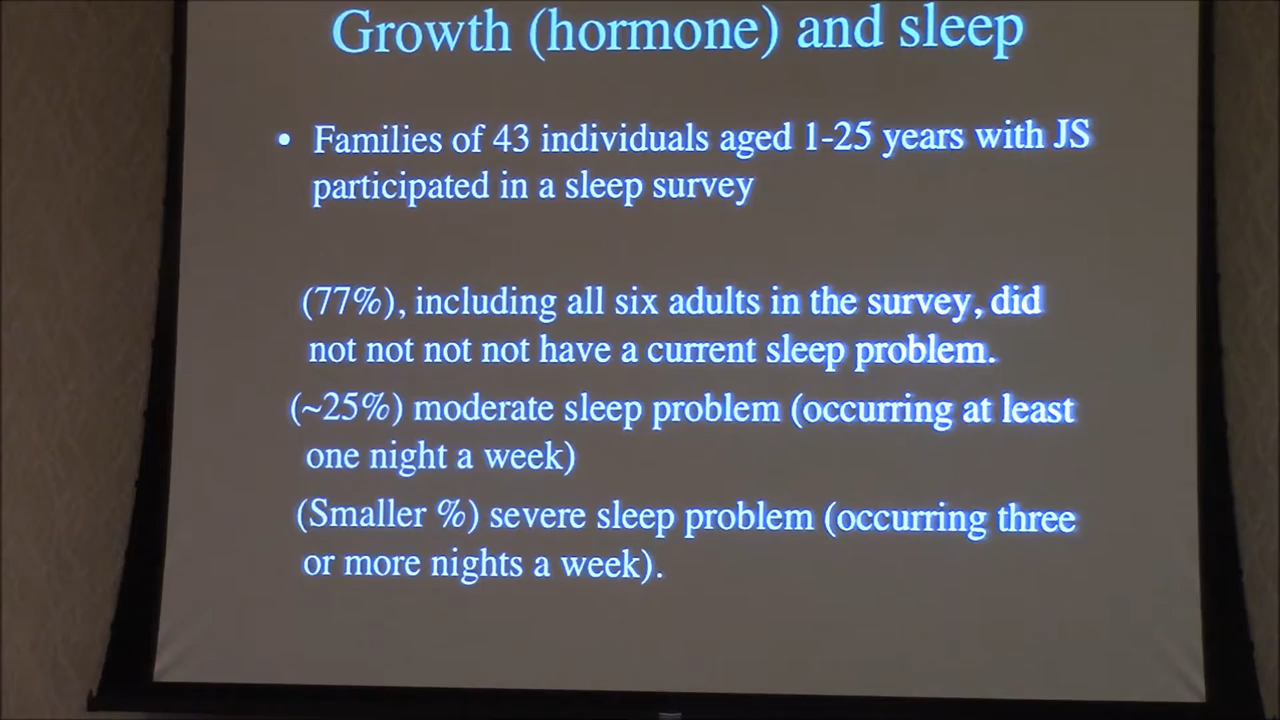 Growth (hormone) and sleep
• Families of 43 individuals aged 1-25 years with JS
participated in a sleep survey
(77%), including all six adults in the survey, did
not not not not have a current sleep problem.
(~25%) moderate sleep problem (occurring at least
one night a week)
(Smaller %) severe sleep problem (occurring three
or more nights a week).